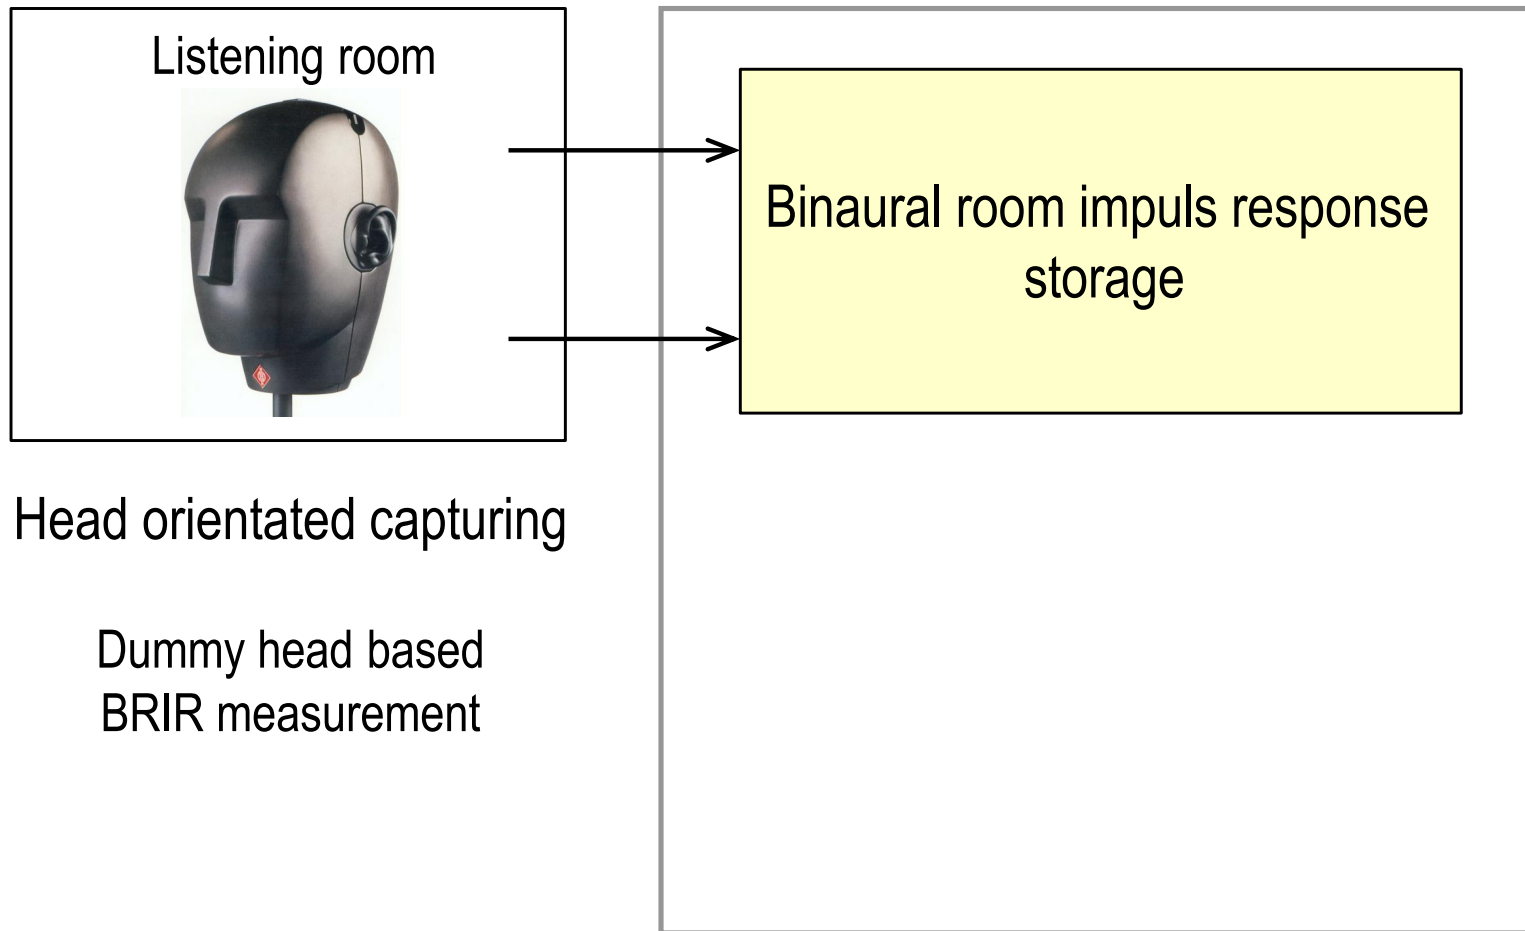 Listening room
Binaural room impuls response
storage
Head orientated capturing
Dummy head based
BRIR measurement